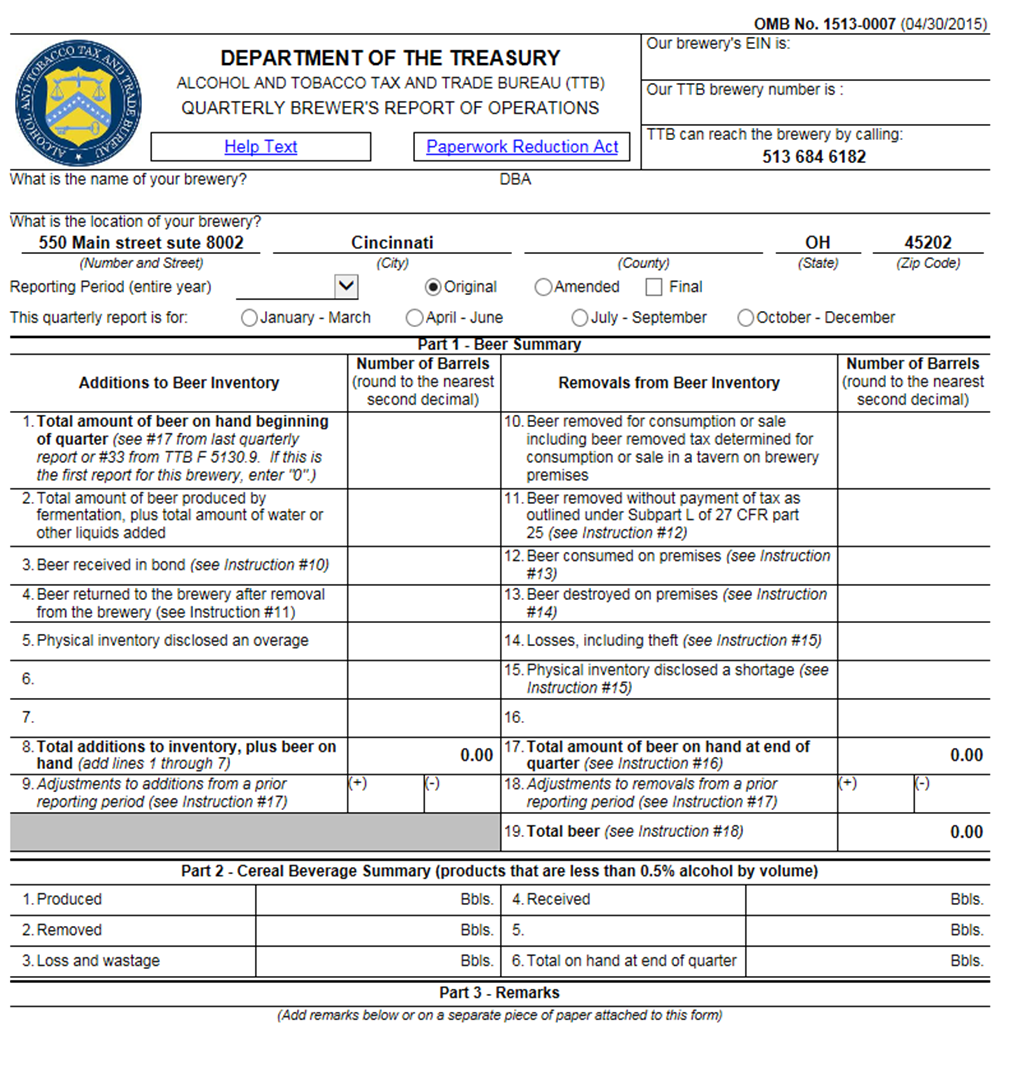 OMB No. 1513-0007 (04/30/2015)
ALCOHOL AND TOBACCO TAX AND TRADE BUREAU
DEPARTMENT OF THE TREASURY
ALCOHOL AND TOBACCO TAX AND TRADE BUREAU (TTB)
QUARTERLY BREWER'S REPORT OF OPERATIONS
Help Text
Paperwork Reduction Act
Our brewery's EIN is:
Our TTB brewery number is :
TTB can reach the brewery by calling:
513 684 6182
What is the name of your brewery? DBA
What is the location of your brewery?
550 Main street sute 8002 Cincinnati OH 45202
(Number and Street) (City) (County) (State) (Zip Code)
Reporting Period (entire year) Original Amended Final
This quarterly report is for: January - March April - June July - September October - December
Part 1 - Beer Summary
Additions to Beer Inventory
Number of Barrels
(round to the nearest
second decimal)
Removals from Beer Inventory
Number of Barrels
(round to the nearest
second decimal)
1. Total amount of beer on hand beginning
of quarter (see #17 from last quarterly
report or #33 from TTB F 5130.9. If this is
the first report for this brewery, enter "0".)
10. Beer removed for consumption or sale
including beer removed tax determined for
consumption or sale in a tavern on brewery
premises
2. Total amount of beer produced by
fermentation, plus total amount of water or
other liquids added
11. Beer removed without payment of tax as
outlined under Subpart L of 27 CFR part
25 (see Instruction #12)
3. Beer received in bond (see Instruction #10)
12. Beer consumed on premises (see Instruction
#13)
4. Beer returned to the brewery after removal
from the brewery (see Instruction #11)
13. Beer destroyed on premises (see Instruction
#14)
5. Physical inventory disclosed an overage
14. Losses, including theft (see Instruction #15)
6.
15. Physical inventory disclosed a shortage (see
Instruction #15)
7.
16.
8. Total additions to inventory, plus beer on
hand (add lines 1 through 7)
0.00
17. Total amount of beer on hand at end of
quarter (see Instruction #16)
0.00
9. Adjustments to additions from a prior
reporting period (see Instruction #17)
(+) (-)
18. Adjustments to removals from a prior
reporting period (see Instruction #17)
(+) (-)
19. Total beer (see Instruction #18) 0.00
Part 2 - Cereal Beverage Summary (products that are less than 0.5% alcohol by volume)
1. Produced Bbls. 4. Received Bbls.
2. Removed Bbls. 5. Bbls.
3. Loss and wastage Bbls. 6. Total on hand at end of quarter Bbls.
Part 3 - Remarks
(Add remarks below or on a separate piece of paper attached to this form)